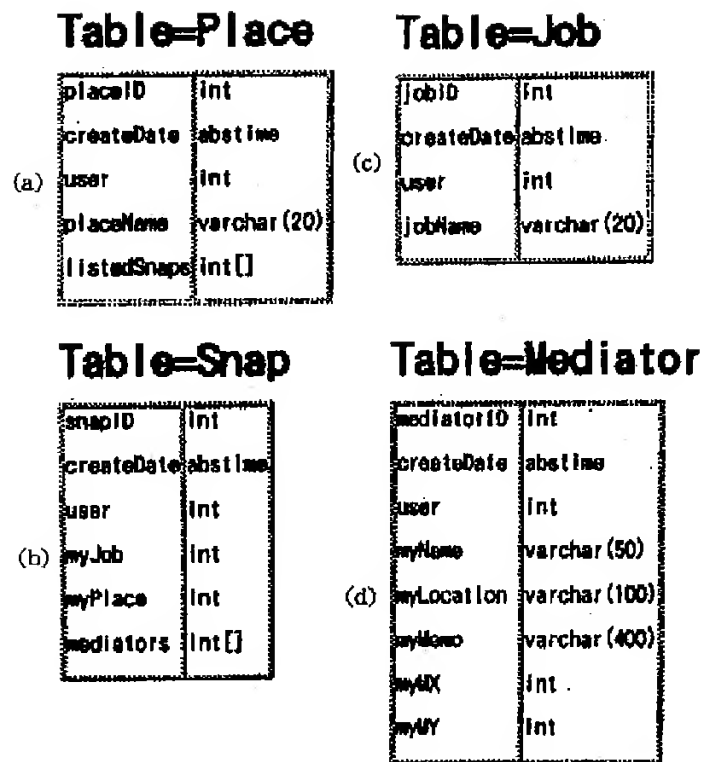 Table=Place
(a)
placeID int
createDate abstime
user int
placeName varchar(20)
listedSnaps int[]
Table=Job
(c)
jobID int
createDate abstime
user int
jobName varchar(20)
Table=Snap
(b)
snapID int
createDate abstime
user int
myJob int
myPlace int
mediators int[]
Table=Mediator
(d)
mediatorID int
createDate abstime
user int
myName varchar(50)
myLocation varchar(100)
myMemo varchar(400)
myWX int
myWY int